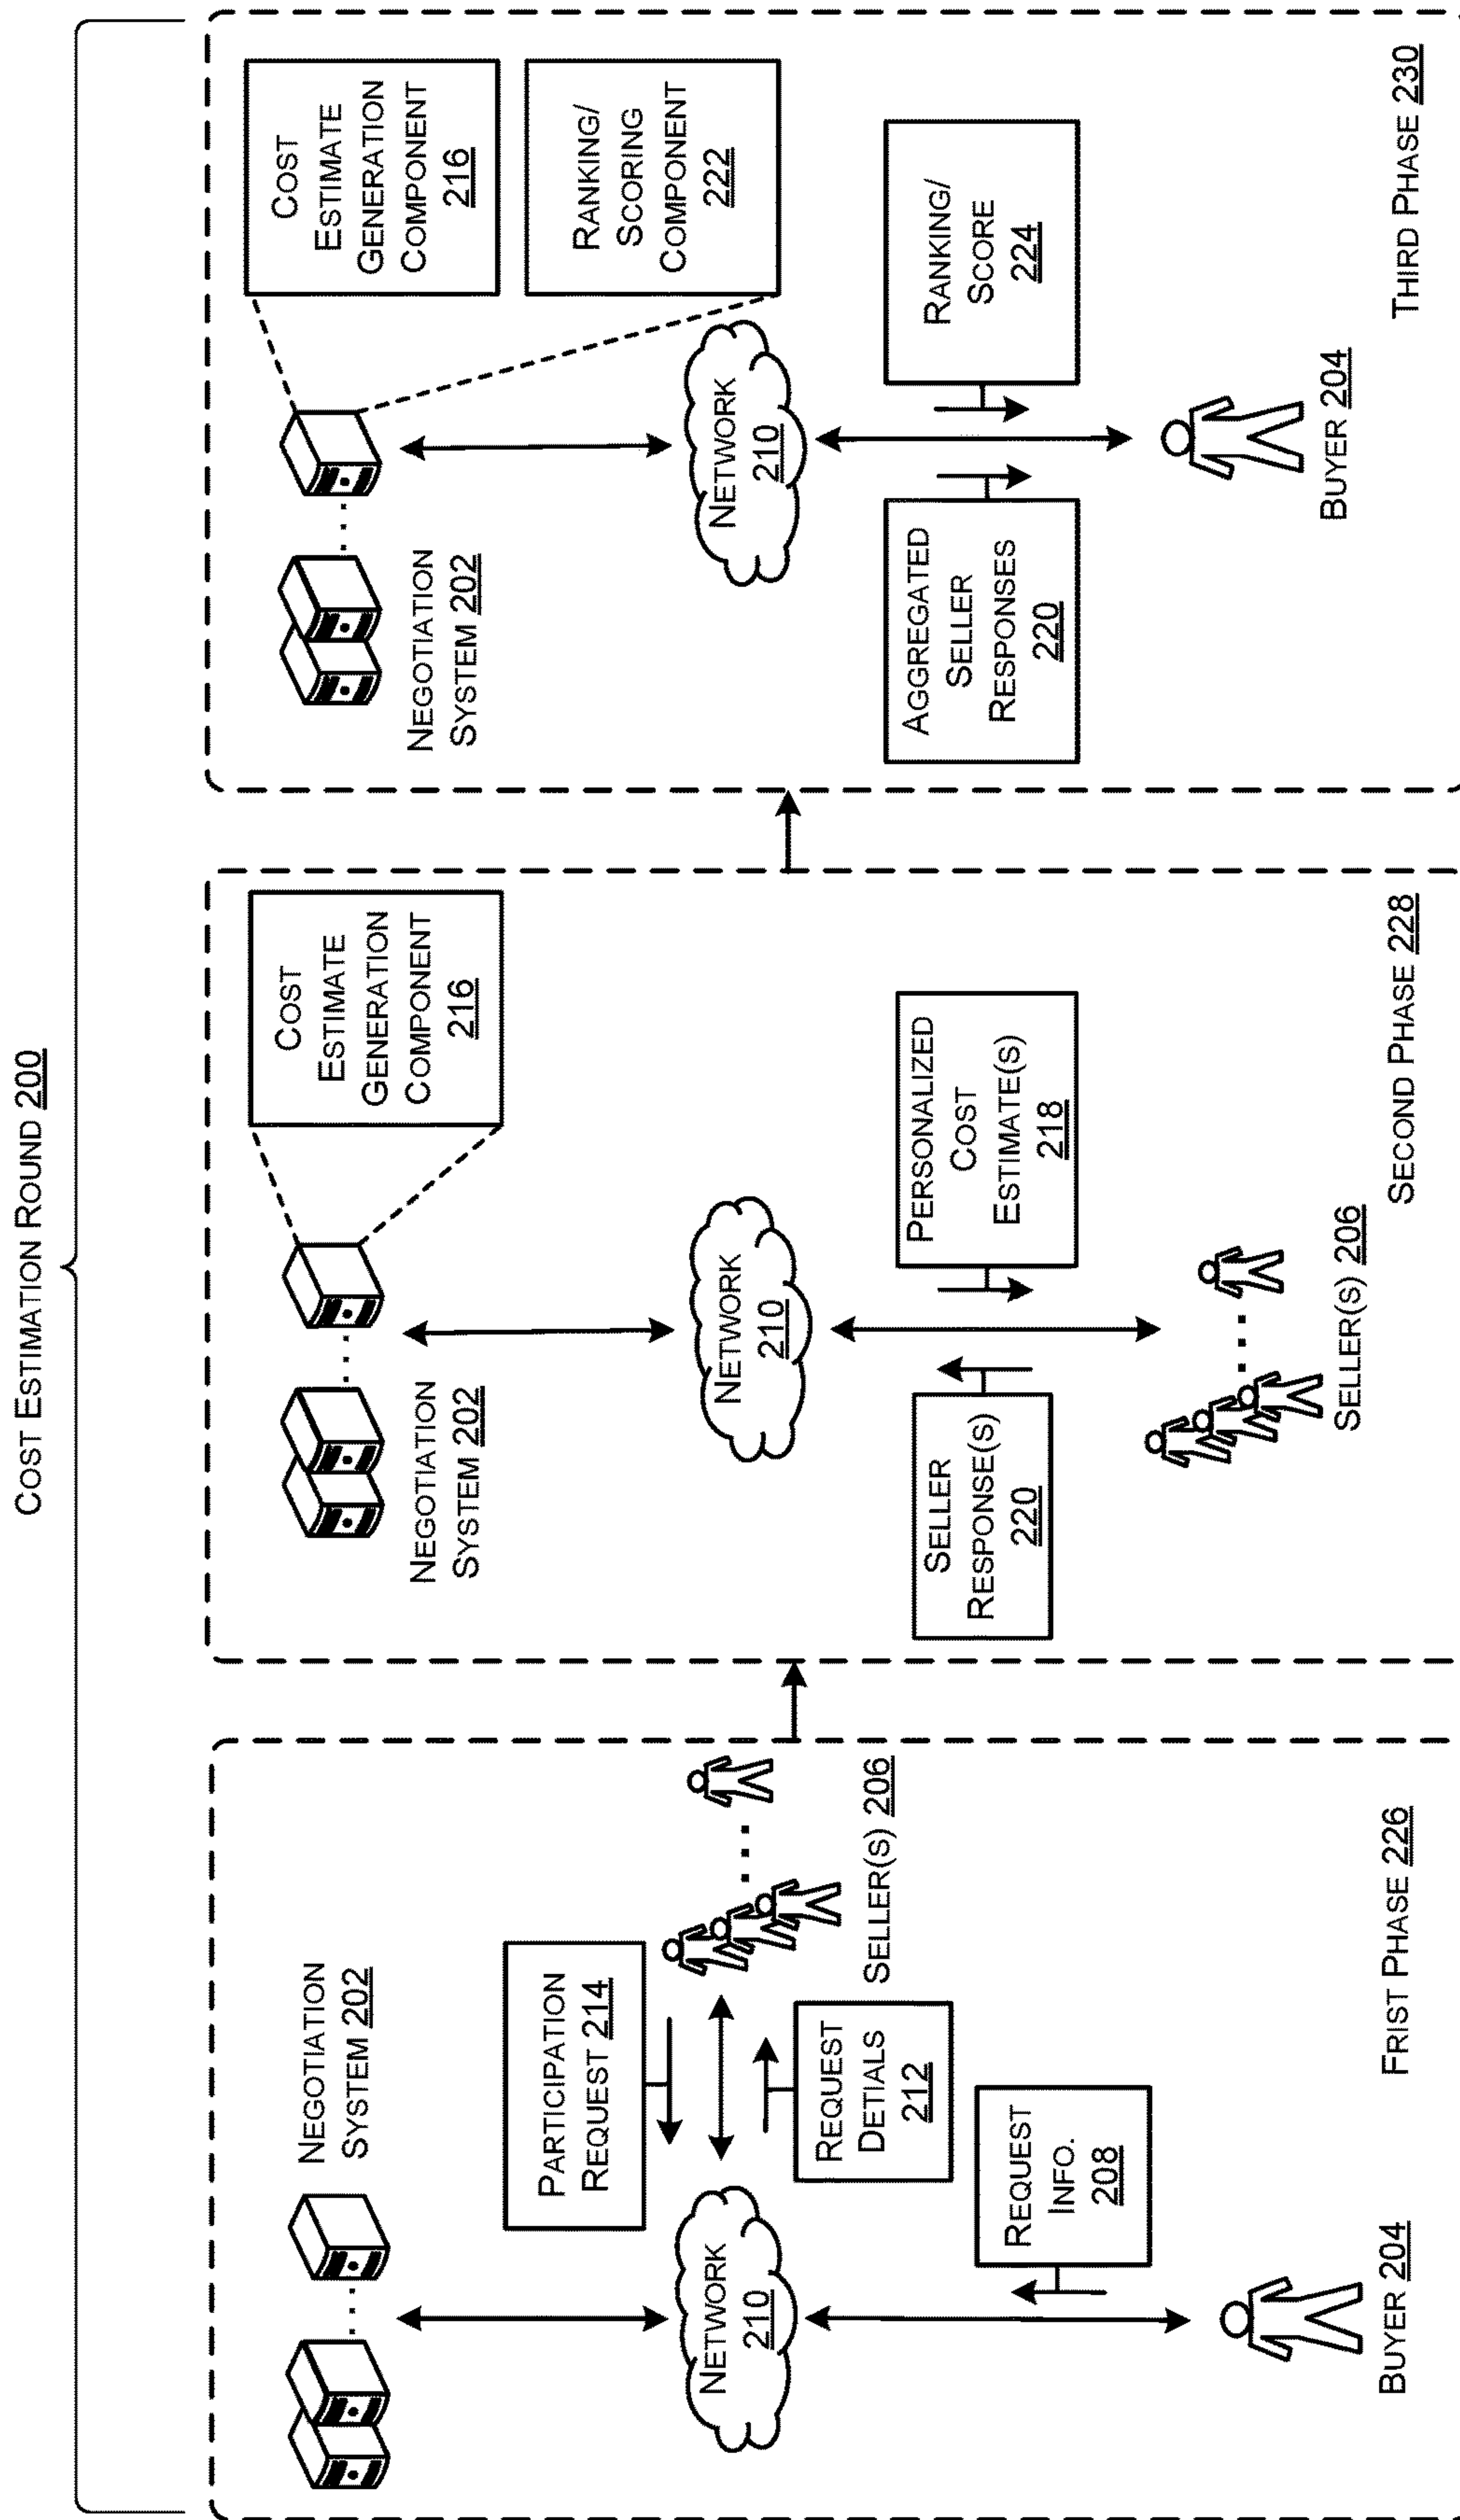 COST ESTIMATION ROUND 200
NEGOTIATION
SYSTEM 202
PARTICIPATION
REQUEST 214
NETWORK
210
SELLER(S) 206
REQUEST
DETIALS
212
REQUEST
INFO.
208
BUYER 204
FRIST PHASE 226
COST
ESTIMATE
GENERATION
COMPONENT
216
NEGOTIATION
SYSTEM 202
NETWORK
210
SELLER
RESPONSE(S)
220
PERSONALIZED
COST
ESTIMATE(S)
218
SELLER(S) 206
SECOND PHASE 228
COST
ESTIMATE
GENERATION
COMPONENT
216
RANKING/
SCORING
COMPONENT
222
NEGOTIATION
SYSTEM 202
NETWORK
210
AGGREGATED
SELLER
RESPONSES
220
RANKING/
SCORE
224
BUYER 204
THIRD PHASE 230